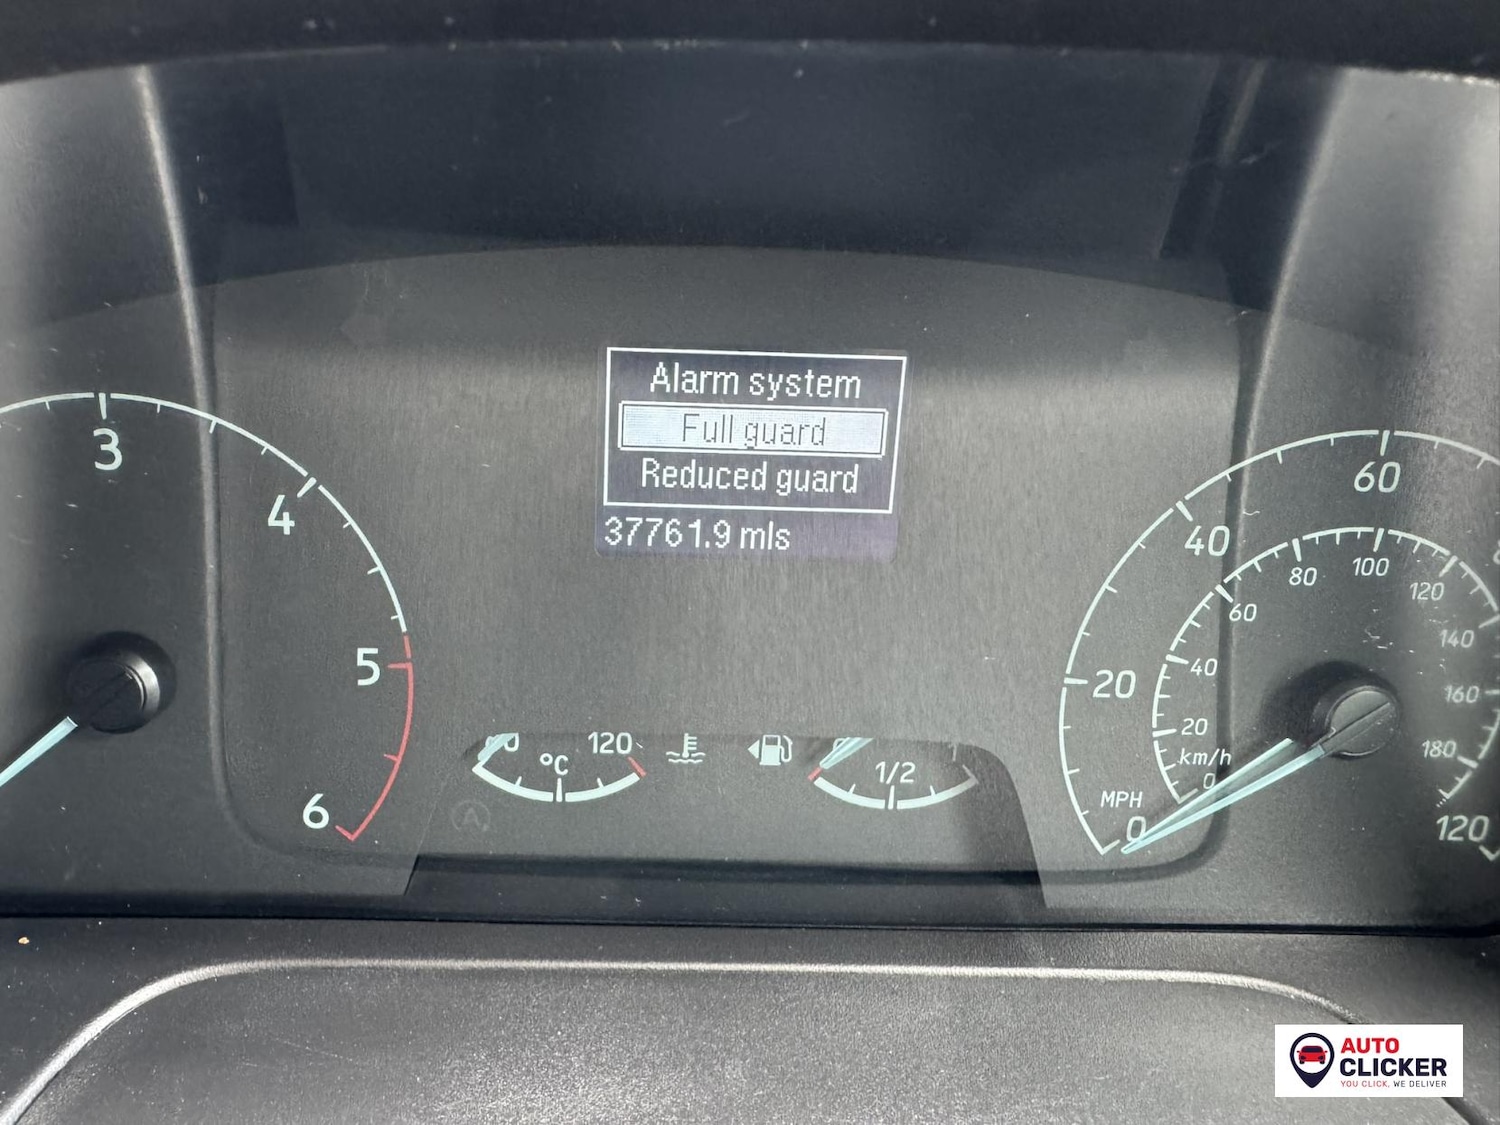 Alarm system
Full guard
Reduced guard
37761.9 mls
3
4
5
6
°C
120
1/2
MPH
0
20
40
60
120
km/h
0
20
40
60
80
100
120
140
160
180
AUTO
CLICKER
YOU CLICK, WE DELIVER